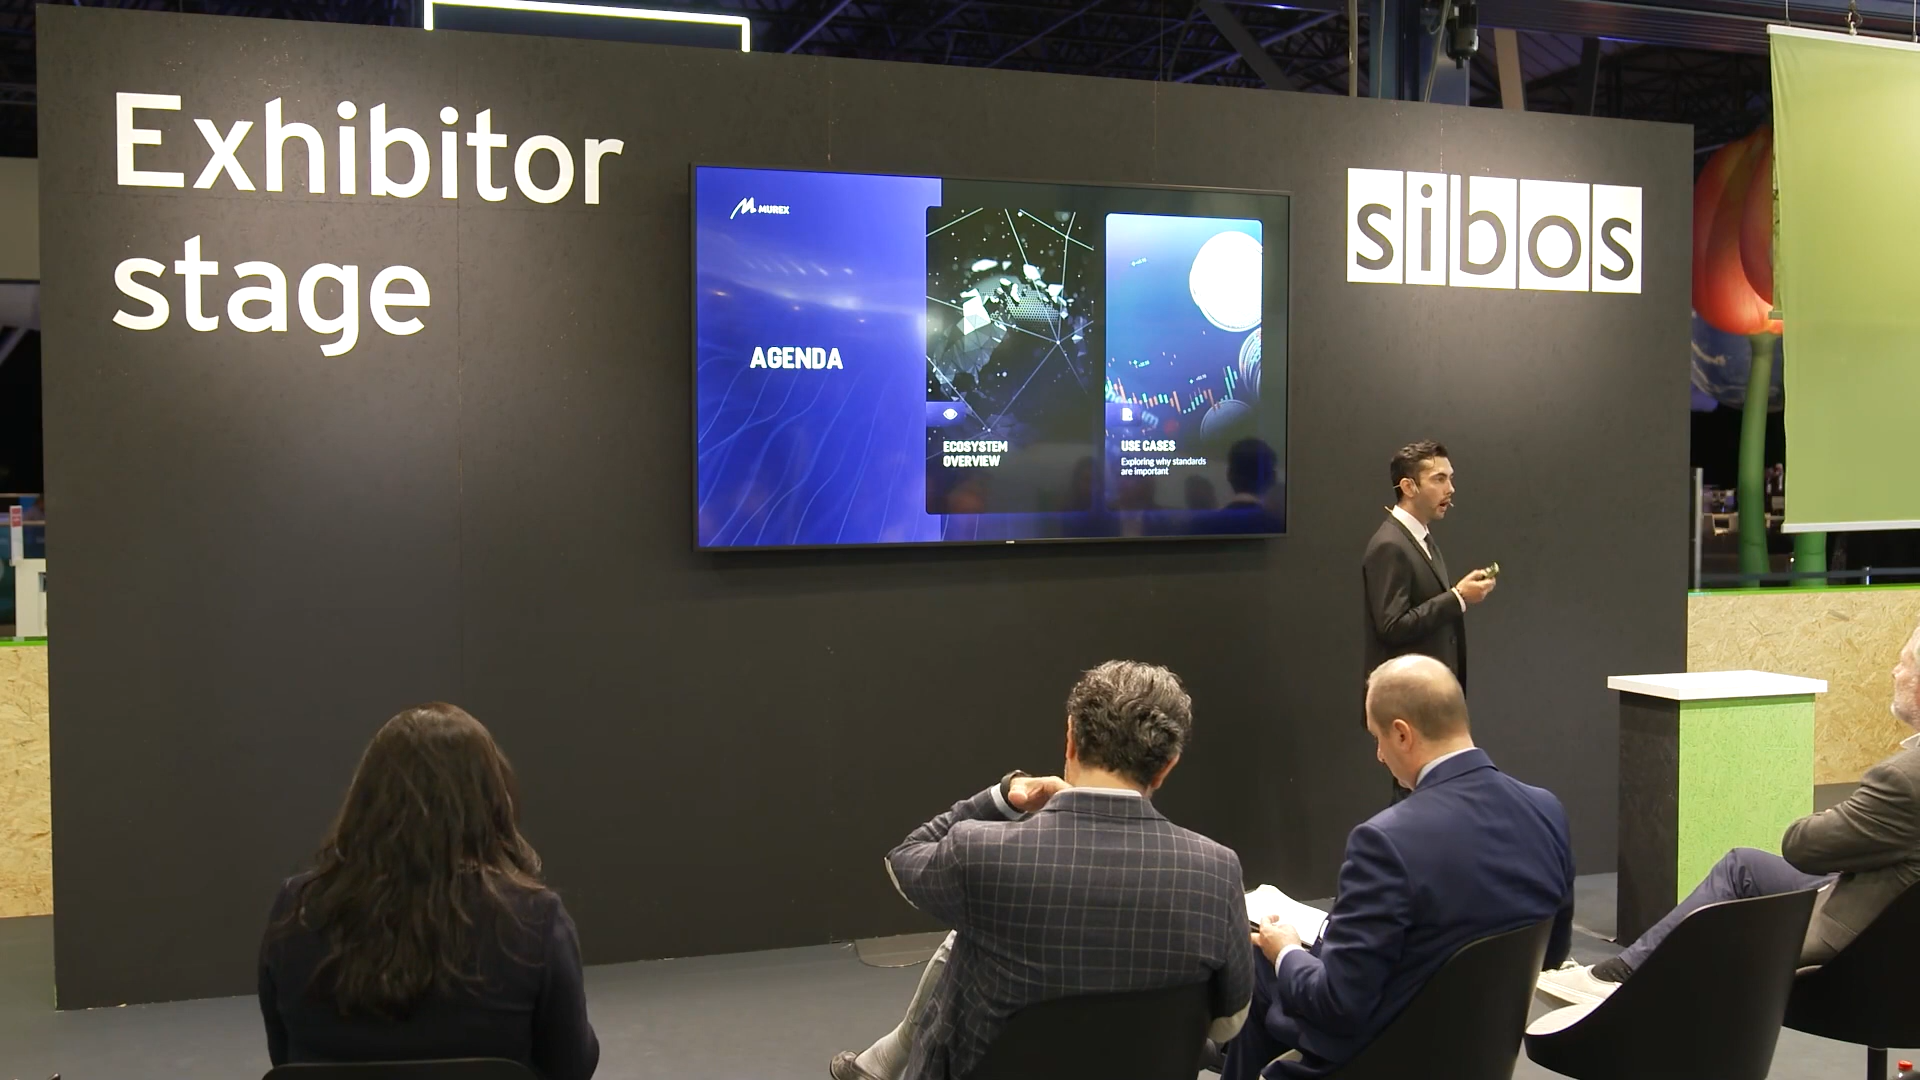 Exhibitor
stage
sibos
MUREX
AGENDA
ECOSYSTEM
OVERVIEW
USE CASES
Exploring why standards
are important